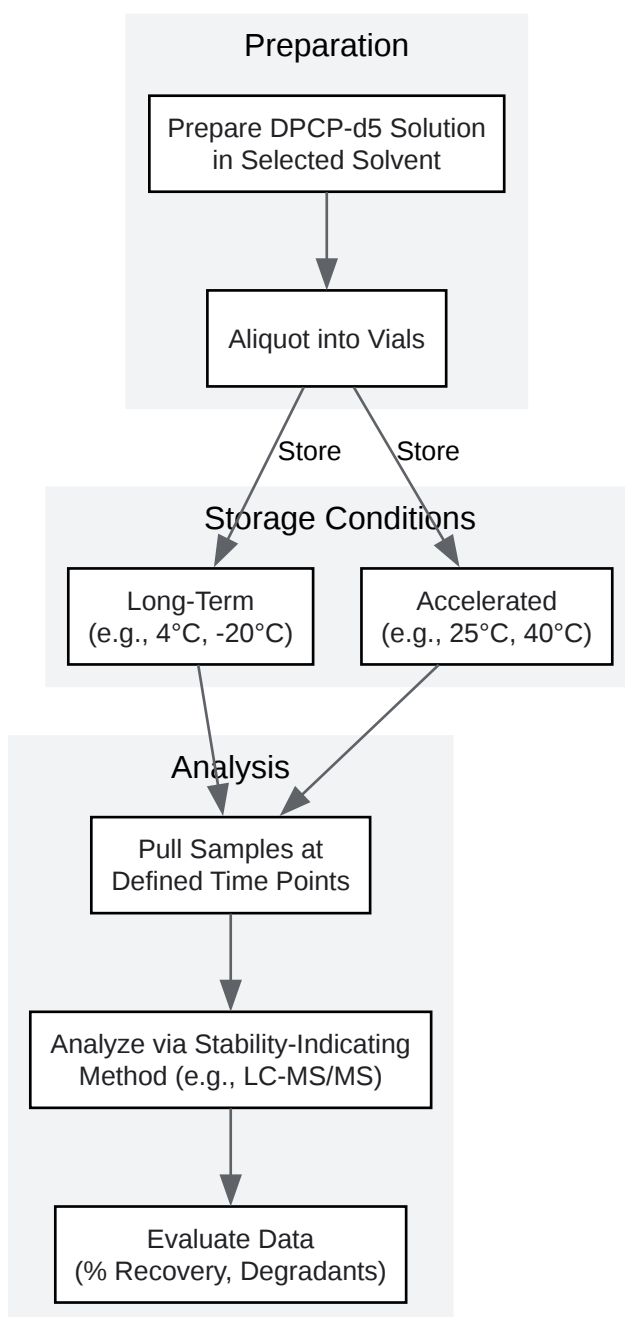 Preparation
Prepare DPCP-d5 Solution
in Selected Solvent
Aliquot into Vials
Store
Store
Storage Conditions
Long-Term
(e.g., 4°C, -20°C)
Accelerated
(e.g., 25°C, 40°C)
Analysis
Pull Samples at
Defined Time Points
Analyze via Stability-Indicating
Method (e.g., LC-MS/MS)
Evaluate Data
(% Recovery, Degradants)